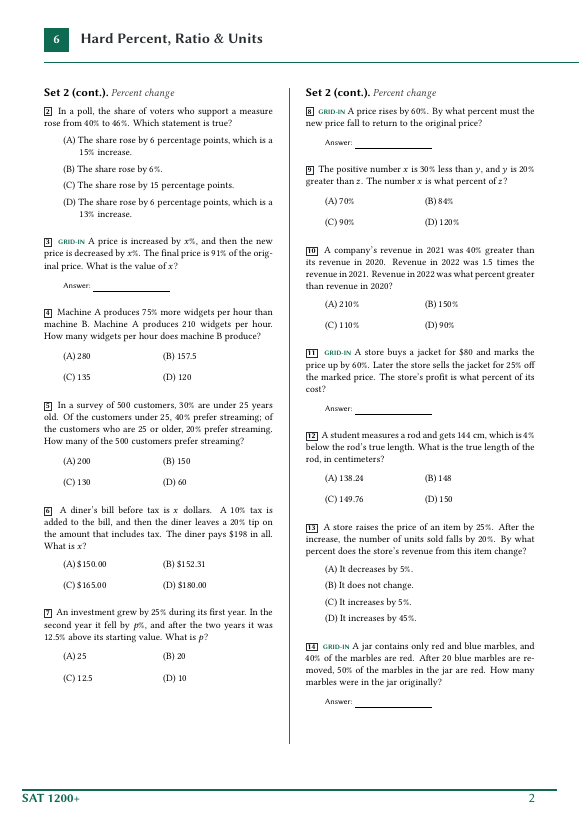 6 Hard Percent, Ratio & Units
Set 2 (cont.). Percent change
2 In a poll, the share of voters who support a measure
rose from 40% to 46%. Which statement is true?
(A) The share rose by 6 percentage points, which is a
15% increase.
(B) The share rose by 6%.
(C) The share rose by 15 percentage points.
(D) The share rose by 6 percentage points, which is a
13% increase.
3 GRID-IN A price is increased by x%, and then the new
price is decreased by x%. The final price is 91% of the orig-
inal price. What is the value of x?
Answer:
4 Machine A produces 75% more widgets per hour than
machine B. Machine A produces 210 widgets per hour.
How many widgets per hour does machine B produce?
(A) 280 (B) 157.5
(C) 135 (D) 120
5 In a survey of 500 customers, 30% are under 25 years
old. Of the customers under 25, 40% prefer streaming; of
the customers who are 25 or older, 20% prefer streaming.
How many of the 500 customers prefer streaming?
(A) 200 (B) 150
(C) 130 (D) 60
6 A diner's bill before tax is x dollars. A 10% tax is
added to the bill, and then the diner leaves a 20% tip on
the amount that includes tax. The diner pays $198 in all.
What is x?
(A) $150.00 (B) $152.31
(C) $165.00 (D) $180.00
7 An investment grew by 25% during its first year. In the
second year it fell by p%, and after the two years it was
12.5% above its starting value. What is p?
(A) 25 (B) 20
(C) 12.5 (D) 10
Set 2 (cont.). Percent change
8 GRID-IN A price rises by 60%. By what percent must the
new price fall to return to the original price?
Answer:
9 The positive number x is 30% less than y, and y is 20%
greater than z. The number x is what percent of z?
(A) 70% (B) 84%
(C) 90% (D) 120%
10 A company's revenue in 2021 was 40% greater than
its revenue in 2020. Revenue in 2022 was 1.5 times the
revenue in 2021. Revenue in 2022 was what percent greater
than revenue in 2020?
(A) 210% (B) 150%
(C) 110% (D) 90%
11 GRID-IN A store buys a jacket for $80 and marks the
price up by 60%. Later the store sells the jacket for 25% off
the marked price. The store's profit is what percent of its
cost?
Answer:
12 A student measures a rod and gets 144 cm, which is 4%
below the rod's true length. What is the true length of the
rod, in centimeters?
(A) 138.24 (B) 148
(C) 149.76 (D) 150
13 A store raises the price of an item by 25%. After the
increase, the number of units sold falls by 20%. By what
percent does the store's revenue from this item change?
(A) It decreases by 5%.
(B) It does not change.
(C) It increases by 5%.
(D) It increases by 45%.
14 GRID-IN A jar contains only red and blue marbles, and
40% of the marbles are red. After 20 blue marbles are re-
moved, 50% of the marbles in the jar are red. How many
marbles were in the jar originally?
Answer:
SAT 1200+ 2